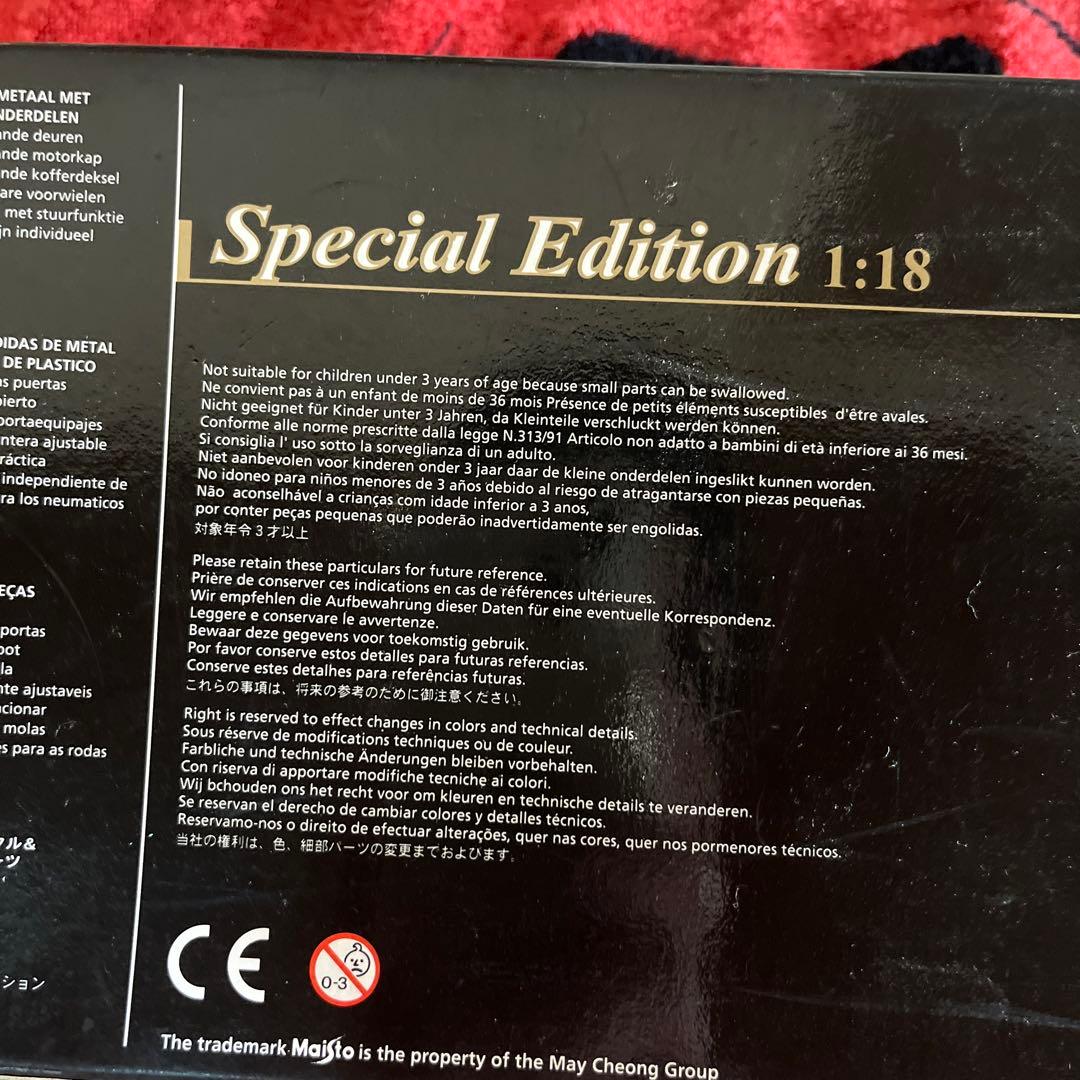 METAAL MET
NDERDELEN
nde deuren
nde motorkap
nde kofferdeksel
are voorwielen
met stuurfunktie
jn individueel
IDAS DE METAL
DE PLASTICO
s puertas
ierto
portaequipajes
ntera ajustable
ráctica
independiente de
ra los neumaticos
EÇAS
portas
pot
la
nte ajustaveis
cionar
molas
es para as rodas
ル&
ーツ
ション
Special Edition 1:18
Not suitable for children under 3 years of age because small parts can be swallowed.
Ne convient pas à un enfant de moins de 36 mois Présence de petits éléments susceptibles d'être avales.
Nicht geeignet für Kinder unter 3 Jahren, da Kleinteile verschluckt werden können.
Conforme alle norme prescritte dalla legge N.313/91 Articolo non adatto a bambini di età inferiore ai 36 mesi.
Si consiglia l' uso sotto la sorveglianza di un adulto.
Niet aanbevolen voor kinderen onder 3 jaar daar de kleine onderdelen ingeslikt kunnen worden.
No idoneo para niños menores de 3 años debido al riesgo de atragantarse con piezas pequeñas.
Não aconselhável a crianças com idade inferior a 3 anos,
por conter peças pequenas que poderão inadvertidamente ser engolidas.
対象年令3才以上
Please retain these particulars for future reference.
Prière de conserver ces indications en cas de références ultérieures.
Wir empfehlen die Aufbewahrung dieser Daten für eine eventuelle Korrespondenz.
Leggere e conservare le avvertenze.
Bewaar deze gegevens voor toekomstig gebruik.
Por favor conserve estos detalles para futuras referencias.
Conserve estes detalhes para referências futuras.
これらの事項は、将来の参考のために御注意ください。
Right is reserved to effect changes in colors and technical details.
Sous réserve de modifications techniques ou de couleur.
Farbliche und technische Änderungen bleiben vorbehalten.
Con riserva di apportare modifiche tecniche ai colori.
Wij bchouden ons het recht voor om kleuren en technische details te veranderen.
Se reservan el derecho de cambiar colores y detalles técnicos.
Reservamo-nos o direito de efectuar alterações, quer nas cores, quer nos pormenores técnicos.
当社の権利は、色、細部パーツの変更までおよびます。
CE
0-3
The trademark Maisto is the property of the May Cheong Group